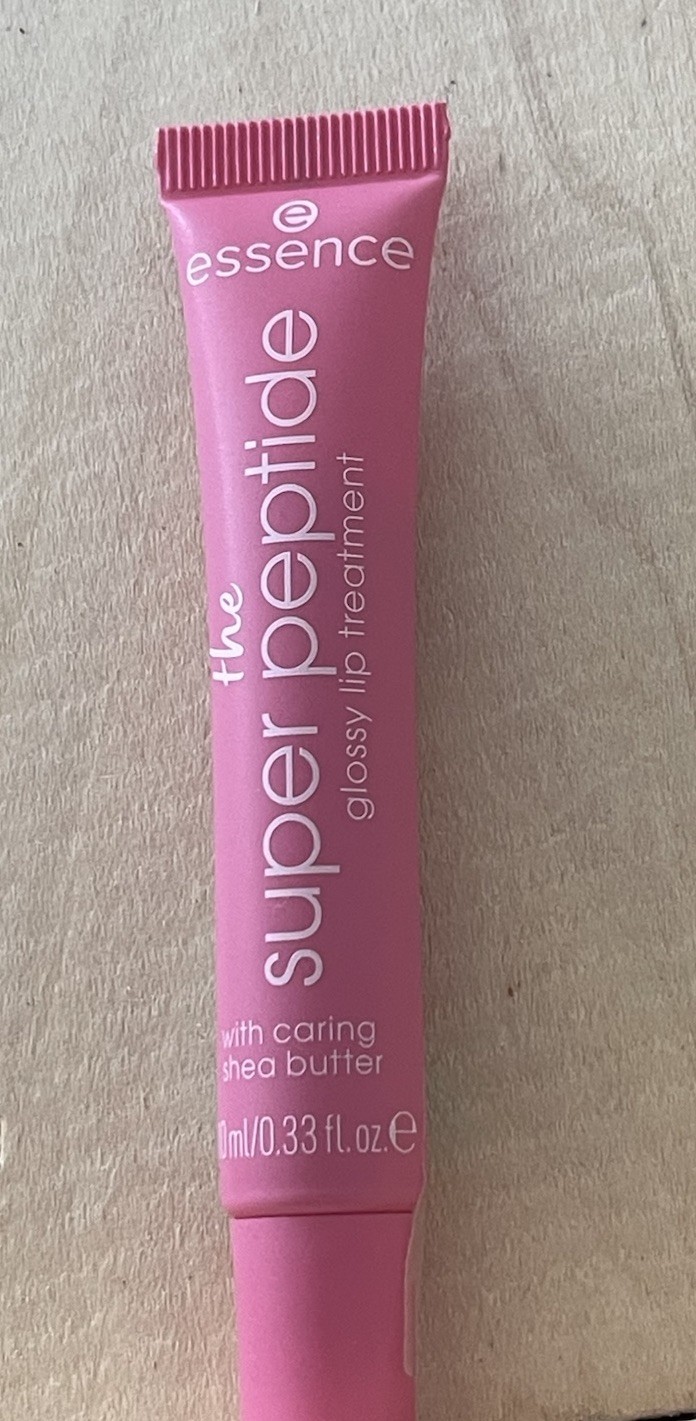 e
essence
the
super peptide
glossy lip treatment
with caring
shea butter
0ml/0.33 fl.oz.e